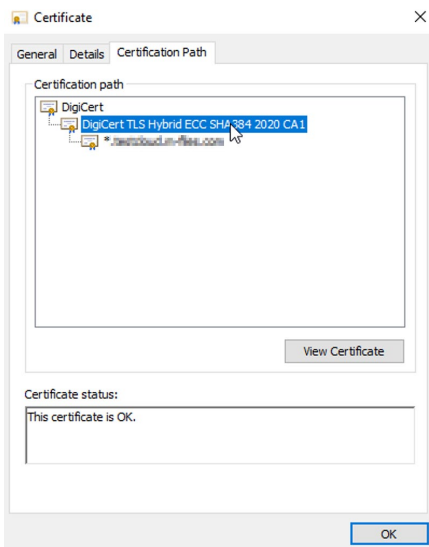 Certificate
General Details Certification Path
Certification path
DigiCert
DigiCert TLS Hybrid ECC SHA384 2020 CA1
*.
View Certificate
Certificate status:
This certificate is OK.
OK